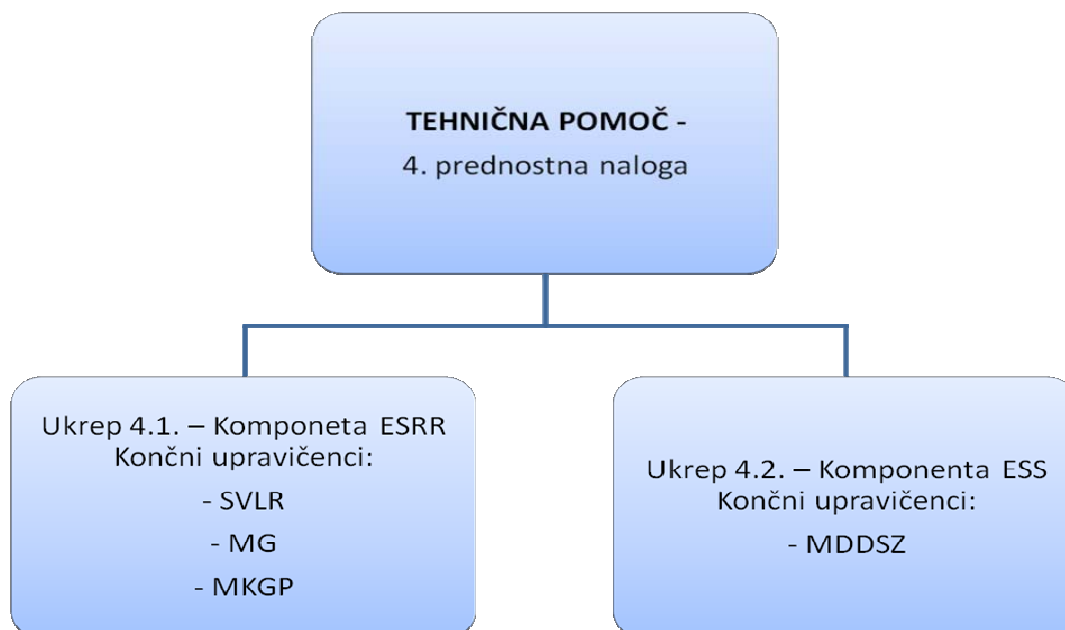 TEHNIČNA POMOČ -
4. prednostna naloga
Ukrep 4.1. – Komponeta ESRR
Končni upravičenci:
- SVLR
- MG
- MKGP
Ukrep 4.2. – Komponenta ESS
Končni upravičenci:
- MDDSZ